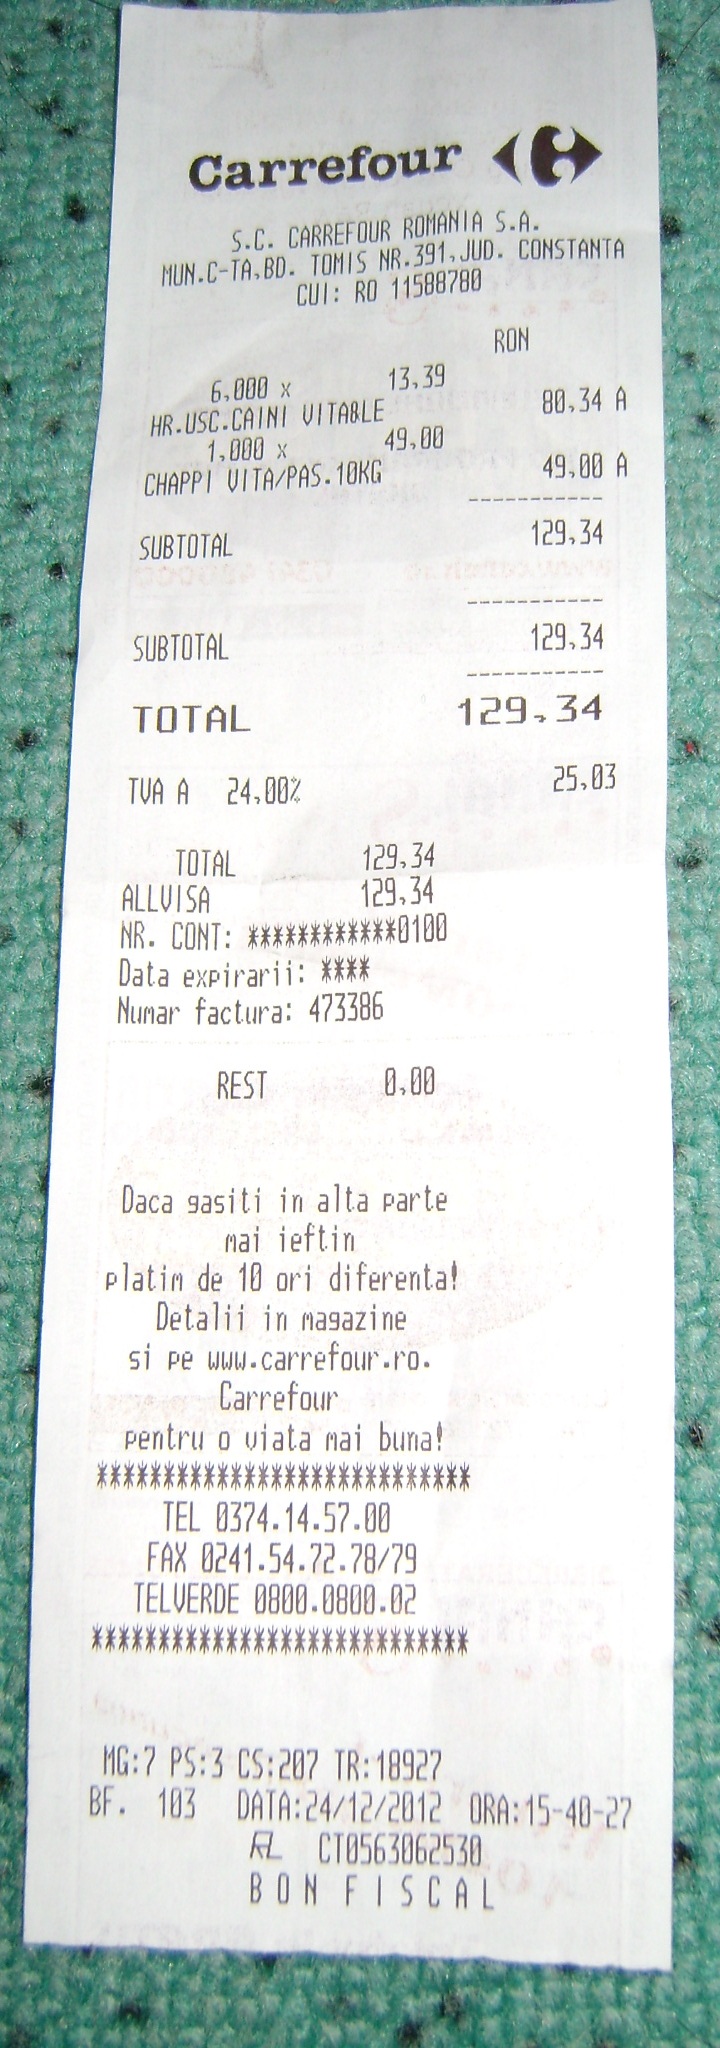 Carrefour
S.C. CARREFOUR ROMANIA S.A.
MUN.C-TA,BD. TOMIS NR.391,JUD. CONSTANTA
CUI: RO 11588780
RON
6,000 x 13,39
HR.USC.CAINI VITA&LE 80,34 A
1,000 x 49,00
CHAPPI VITA/PAS.10KG 49,00 A
-----------
SUBTOTAL 129,34
-----------
SUBTOTAL 129,34
-----------
TOTAL 129,34
TVA A 24,00% 25,03
TOTAL 129,34
ALLVISA 129,34
NR. CONT: ************0100
Data expirarii: ****
Numar factura: 473386
REST 0,00
Daca gasiti in alta parte
mai ieftin
platim de 10 ori diferenta!
Detalii in magazine
si pe www.carrefour.ro.
Carrefour
pentru o viata mai buna!
****************************
TEL 0374.14.57.00
FAX 0241.54.72.78/79
TELVERDE 0800.0800.02
****************************
MG:7 PS:3 CS:207 TR:18927
BF. 103 DATA:24/12/2012 ORA:15-40-27
CT0563062530
BON FISCAL